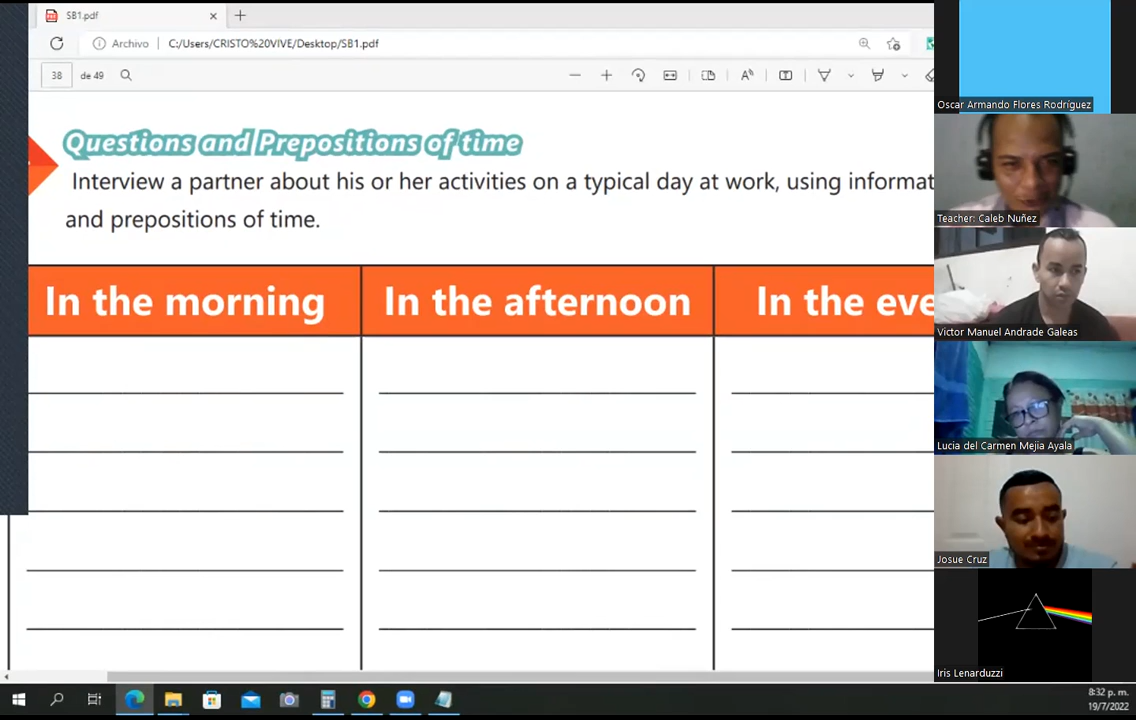 SB1.pdf
Archivo
C:/Users/CRISTO%20VIVE/Desktop/SB1.pdf
38
de 49
Questions and Prepositions of time
Interview a partner about his or her activities on a typical day at work, using informat
and prepositions of time.
In the morning
In the afternoon
In the eve
Oscar Armando Flores Rodríguez
Teacher: Caleb Nuñez
Victor Manuel Andrade Galeas
Lucia del Carmen Mejia Ayala
Josue Cruz
Iris Lenarduzzi
8:32 p. m.
19/7/2022